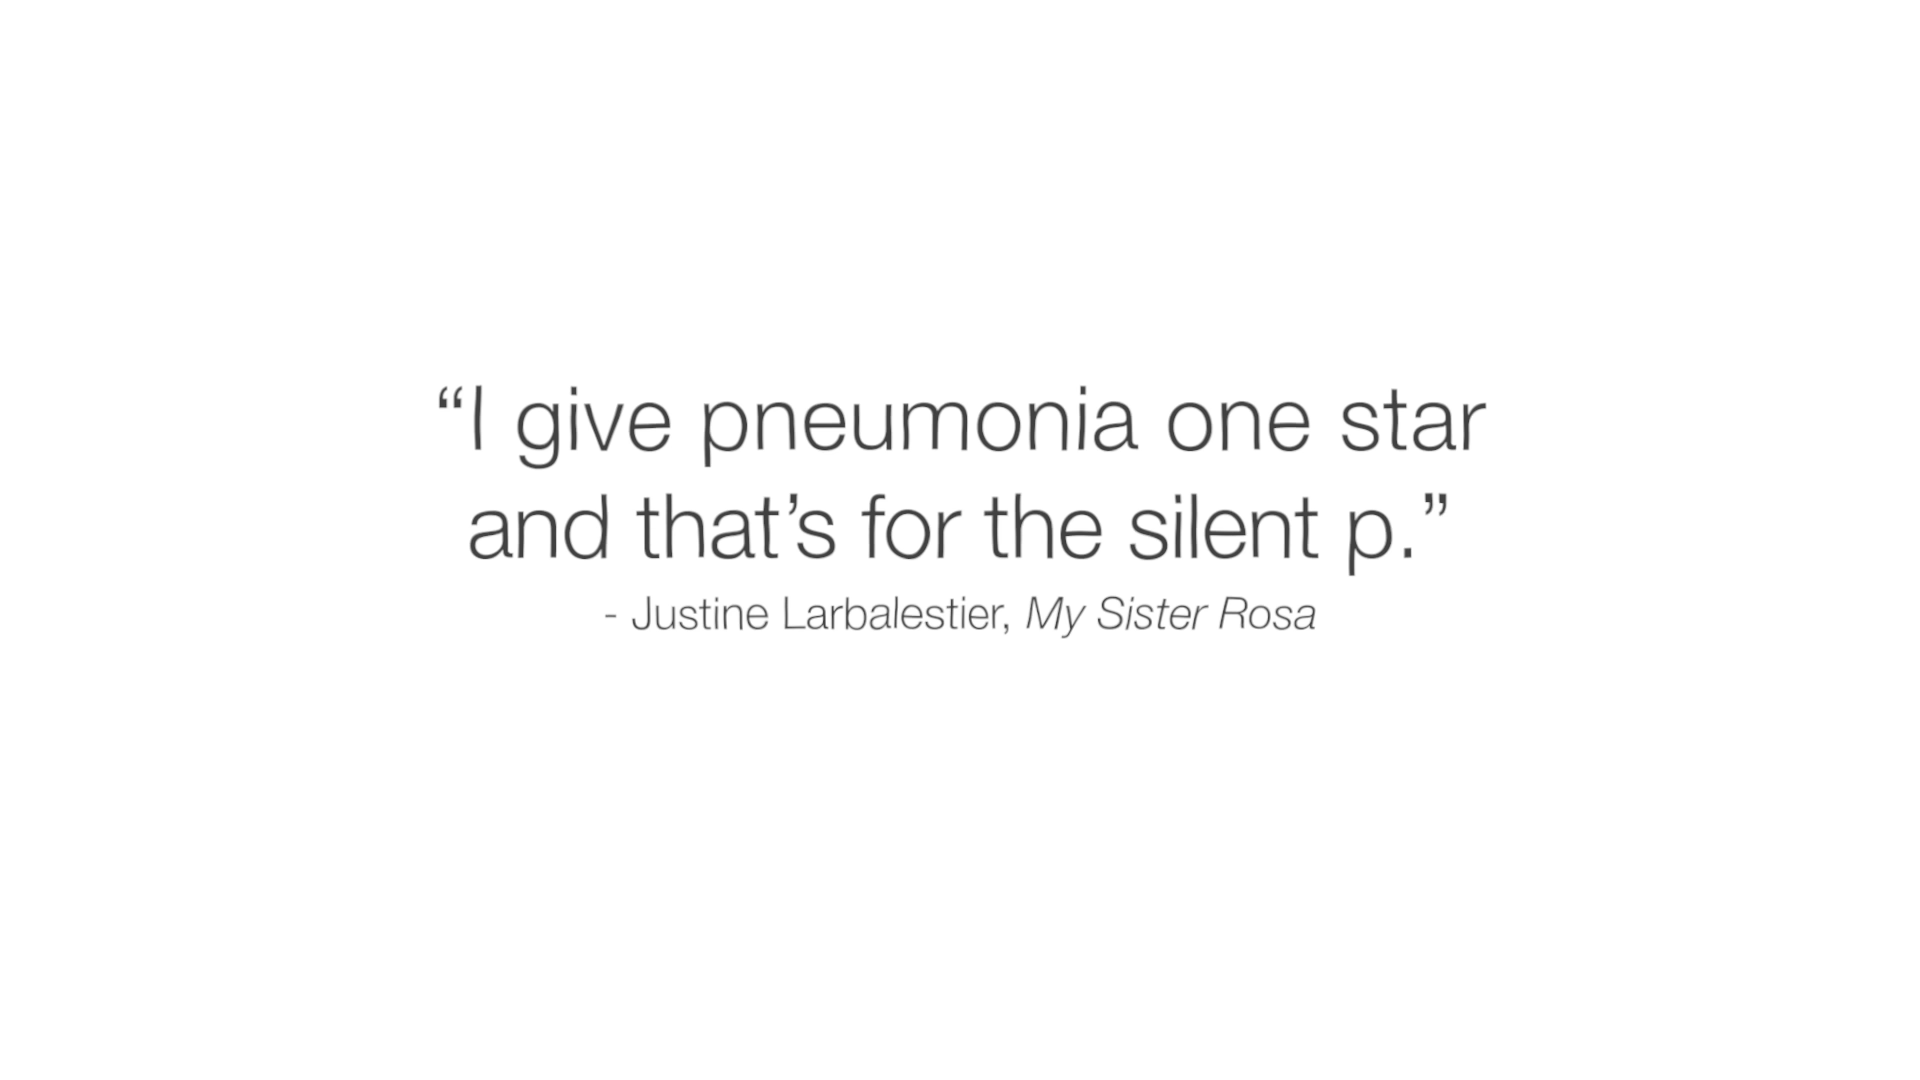 “I give pneumonia one star
and that’s for the silent p.”
- Justine Larbalestier, My Sister Rosa